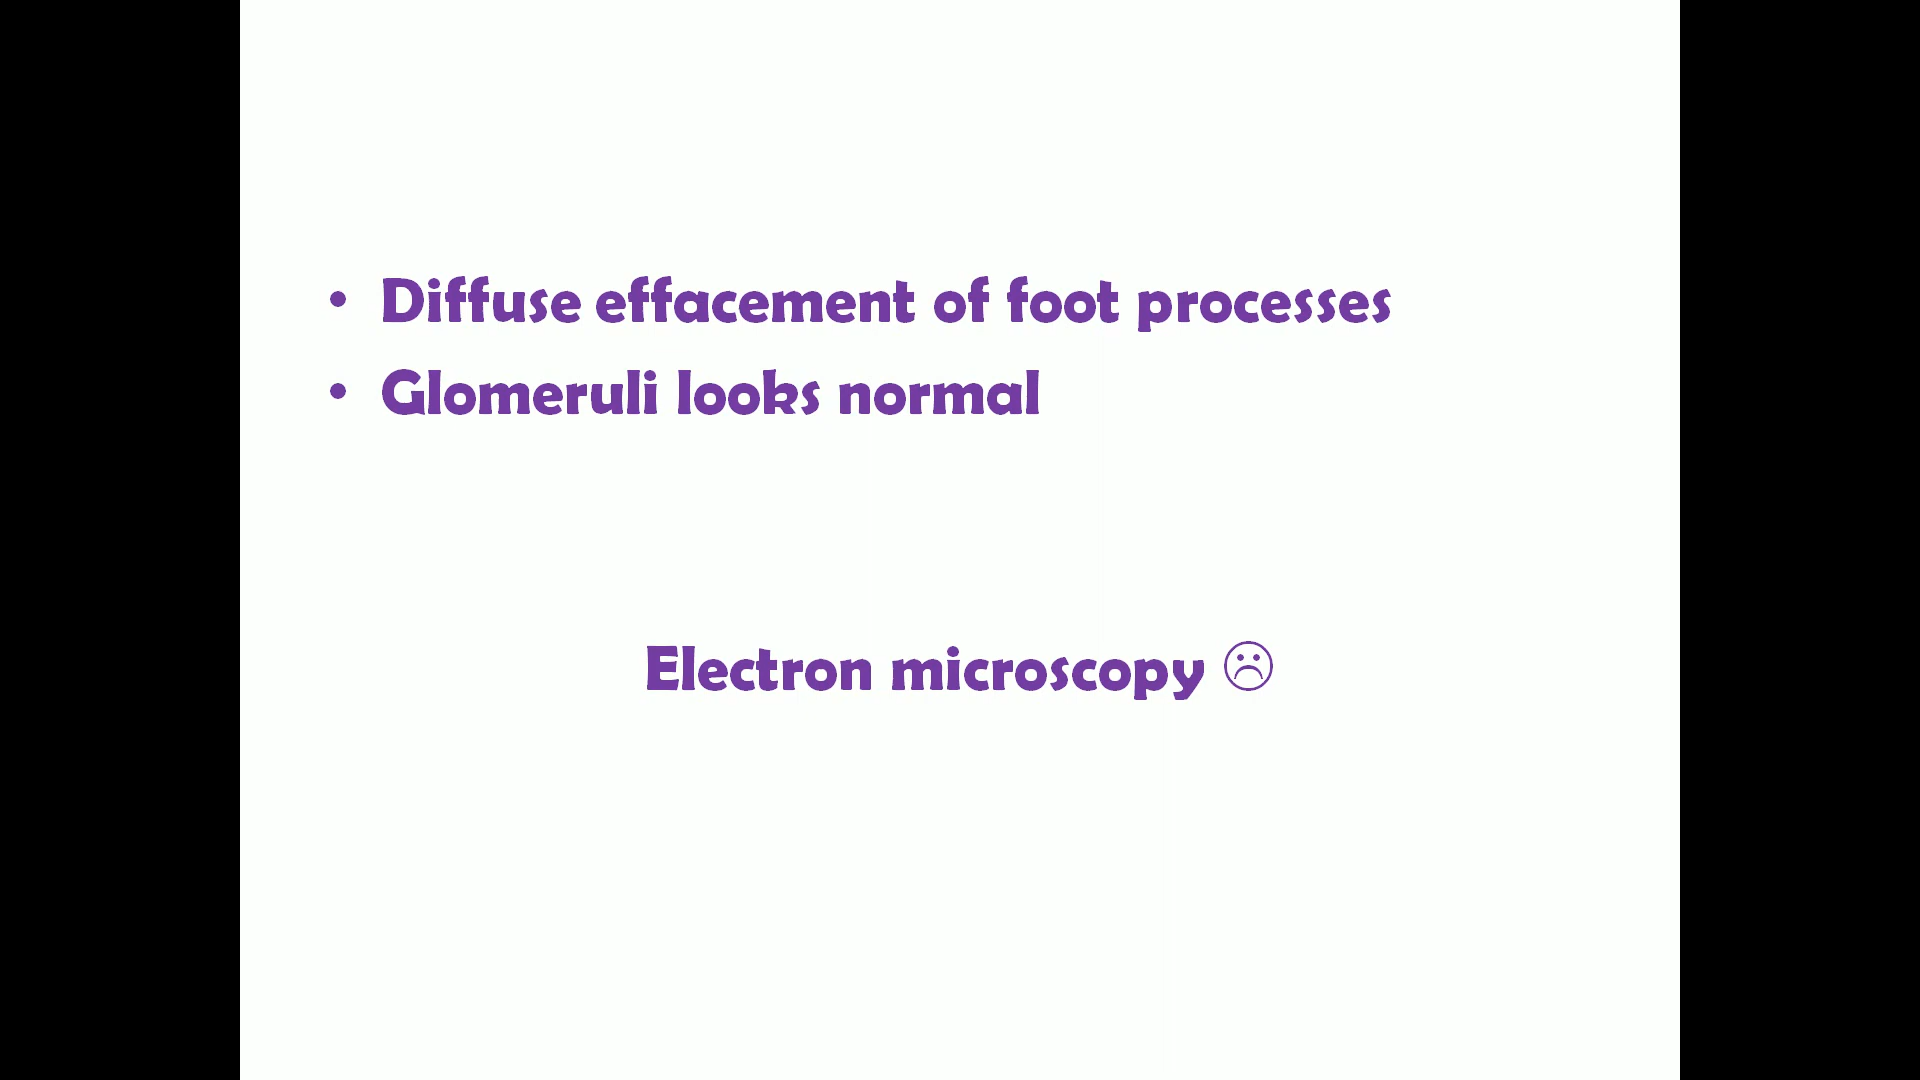 • Diffuse effacement of foot processes
• Glomeruli looks normal
Electron microscopy ☹